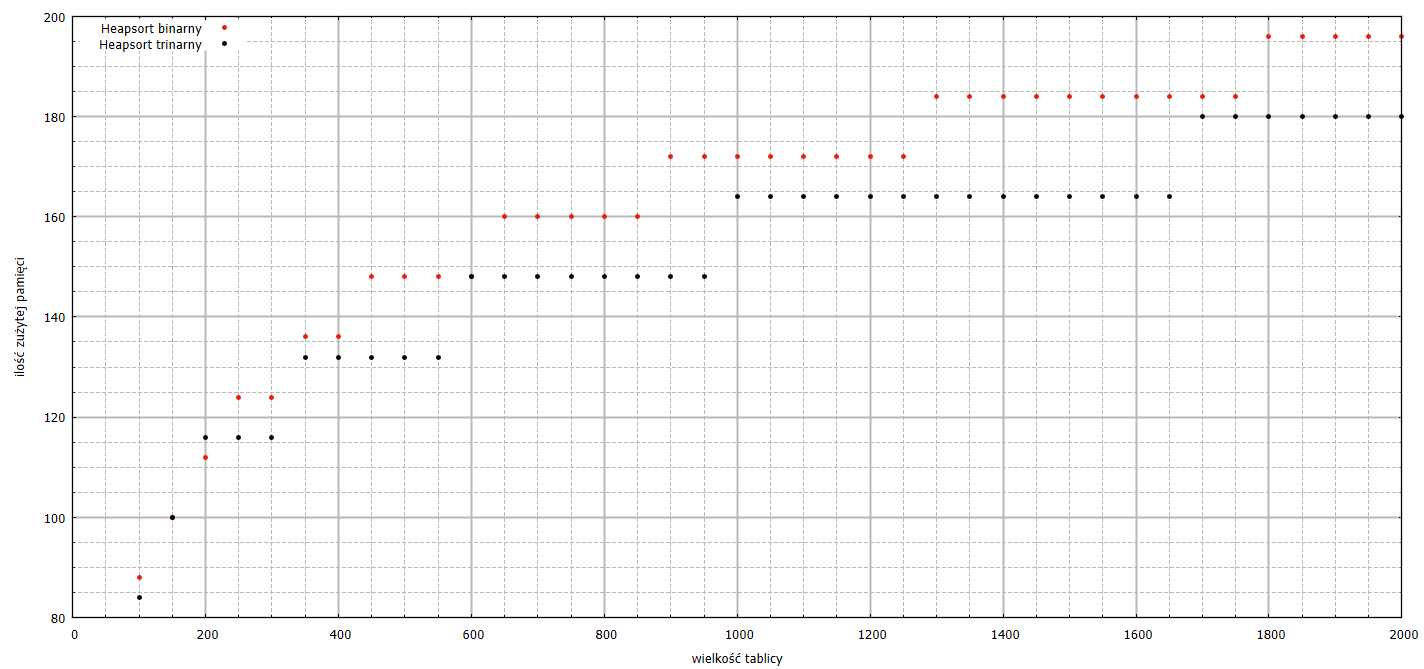 Heapsort binarny
Heapsort trinarny
200
180
160
140
120
100
80
ilość zużytej pamięci
0 200 400 600 800 1000 1200 1400 1600 1800 2000
wielkość tablicy